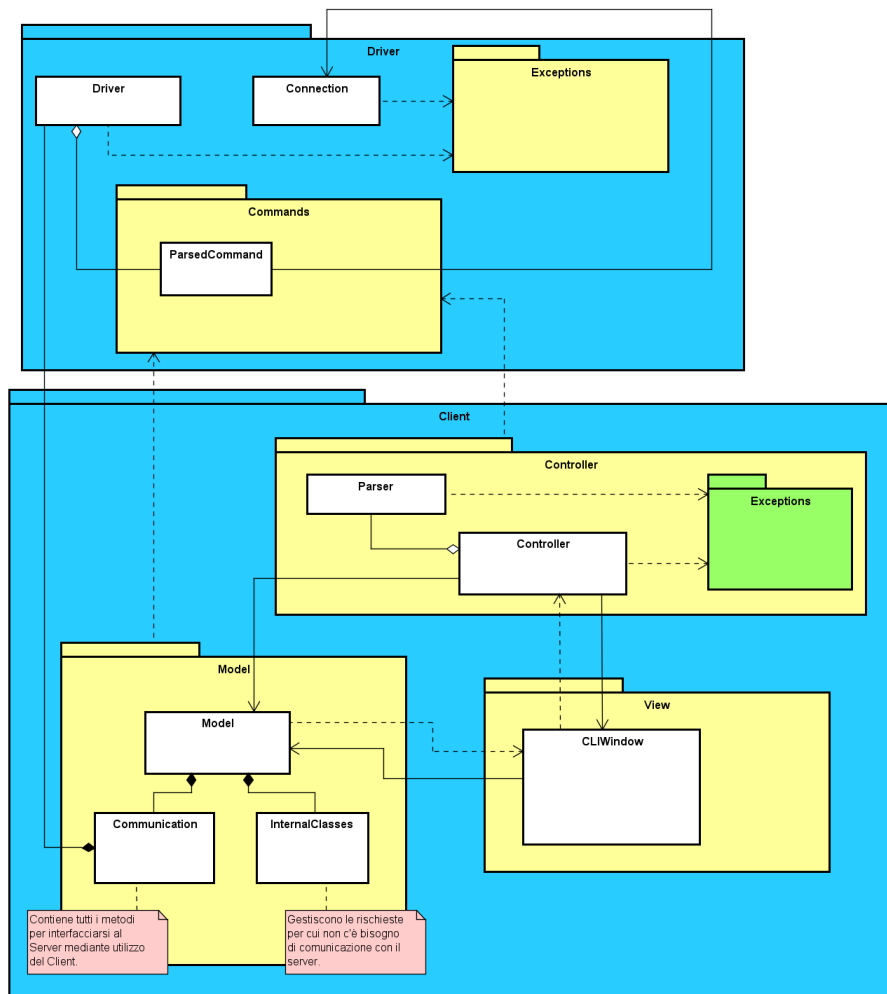 Driver
Driver
Connection
Exceptions
Commands
ParsedCommand
Client
Controller
Parser
Exceptions
Controller
Model
View
Model
CLIWindow
Communication
InternalClasses
Contiene tutti i metodi
per interfacciarsi al
Server mediante utilizzo
del Client.
Gestiscono le rischieste
per cui non c'è bisogno
di comunicazione con il
server.